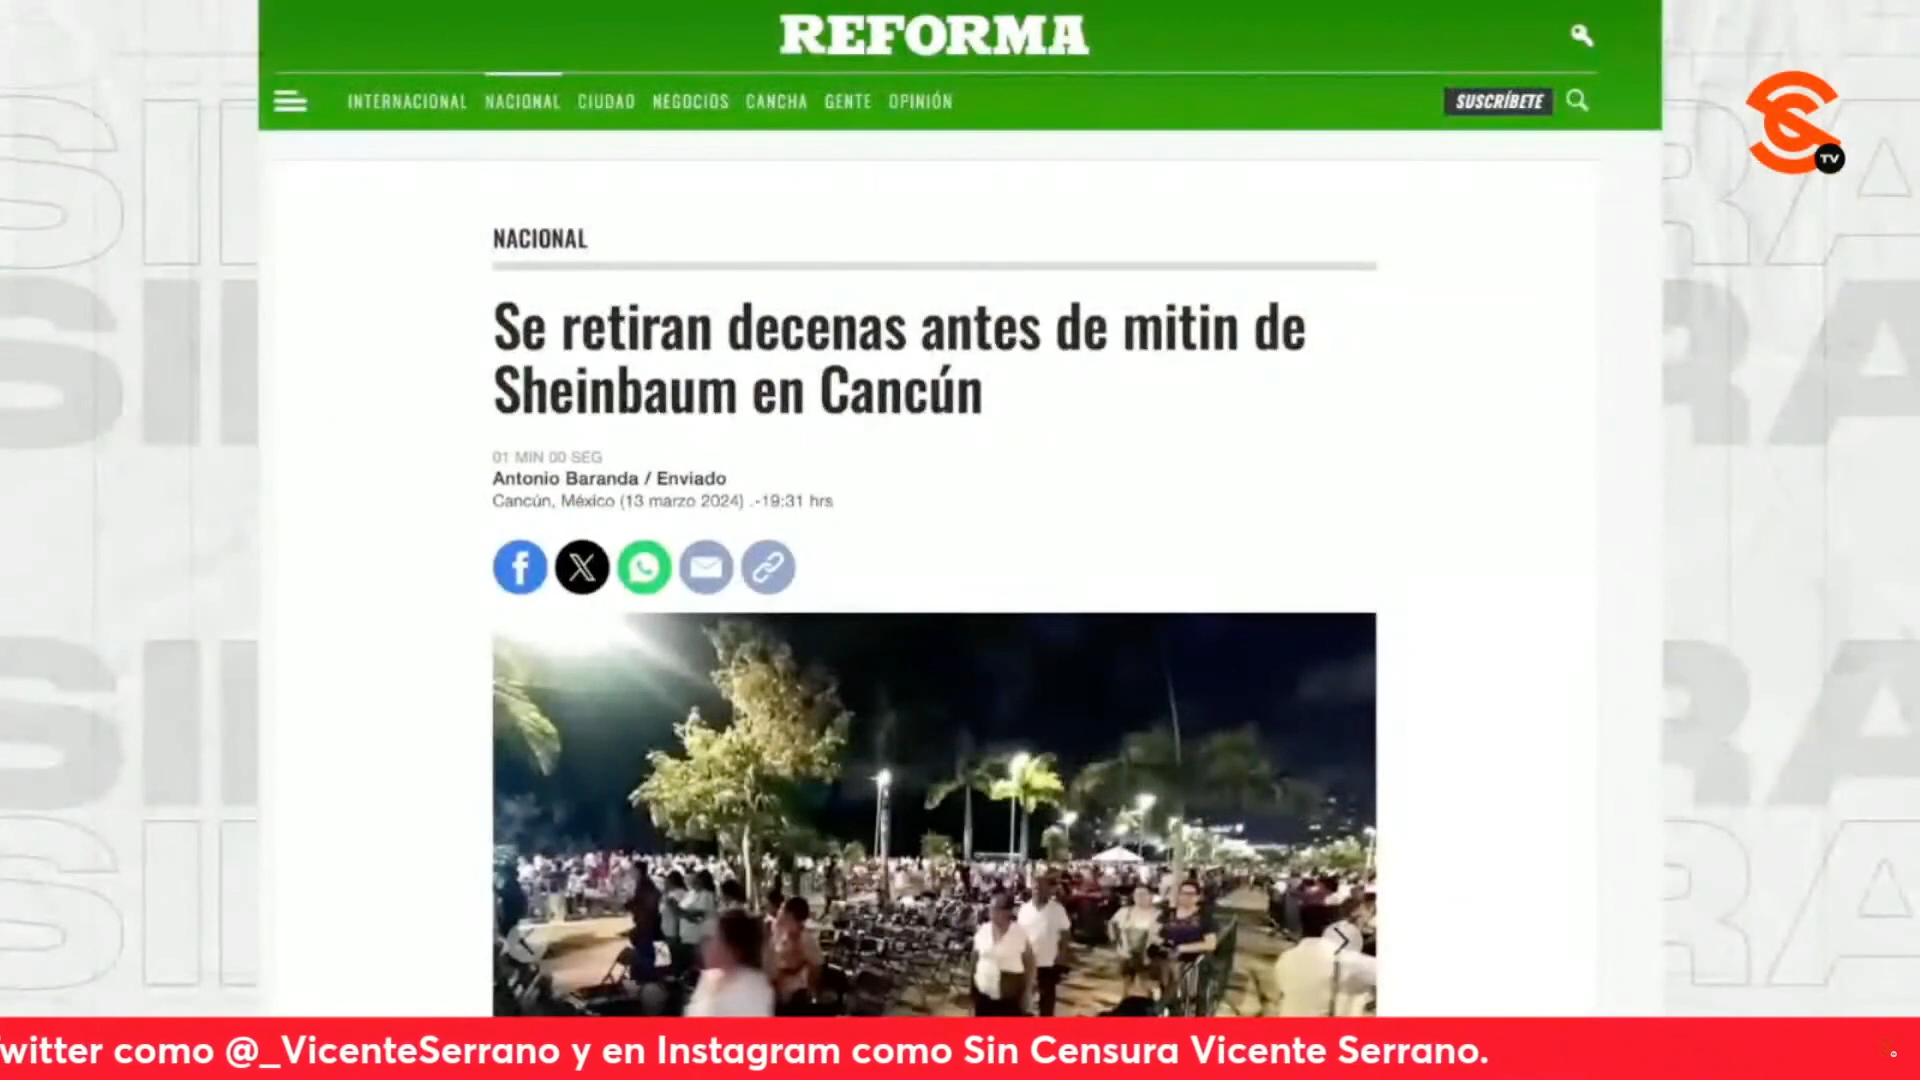 REFORMA
INTERNACIONAL NACIONAL CIUDAD NEGOCIOS CANCHA GENTE OPINIÓN
SUSCRÍBETE
TV
NACIONAL
Se retiran decenas antes de mitin de
Sheinbaum en Cancún
01 MIN 00 SEG
Antonio Baranda / Enviado
Cancún, México (13 marzo 2024) .-19:31 hrs
witter como @_VicenteSerrano y en Instagram como Sin Censura Vicente Serrano.